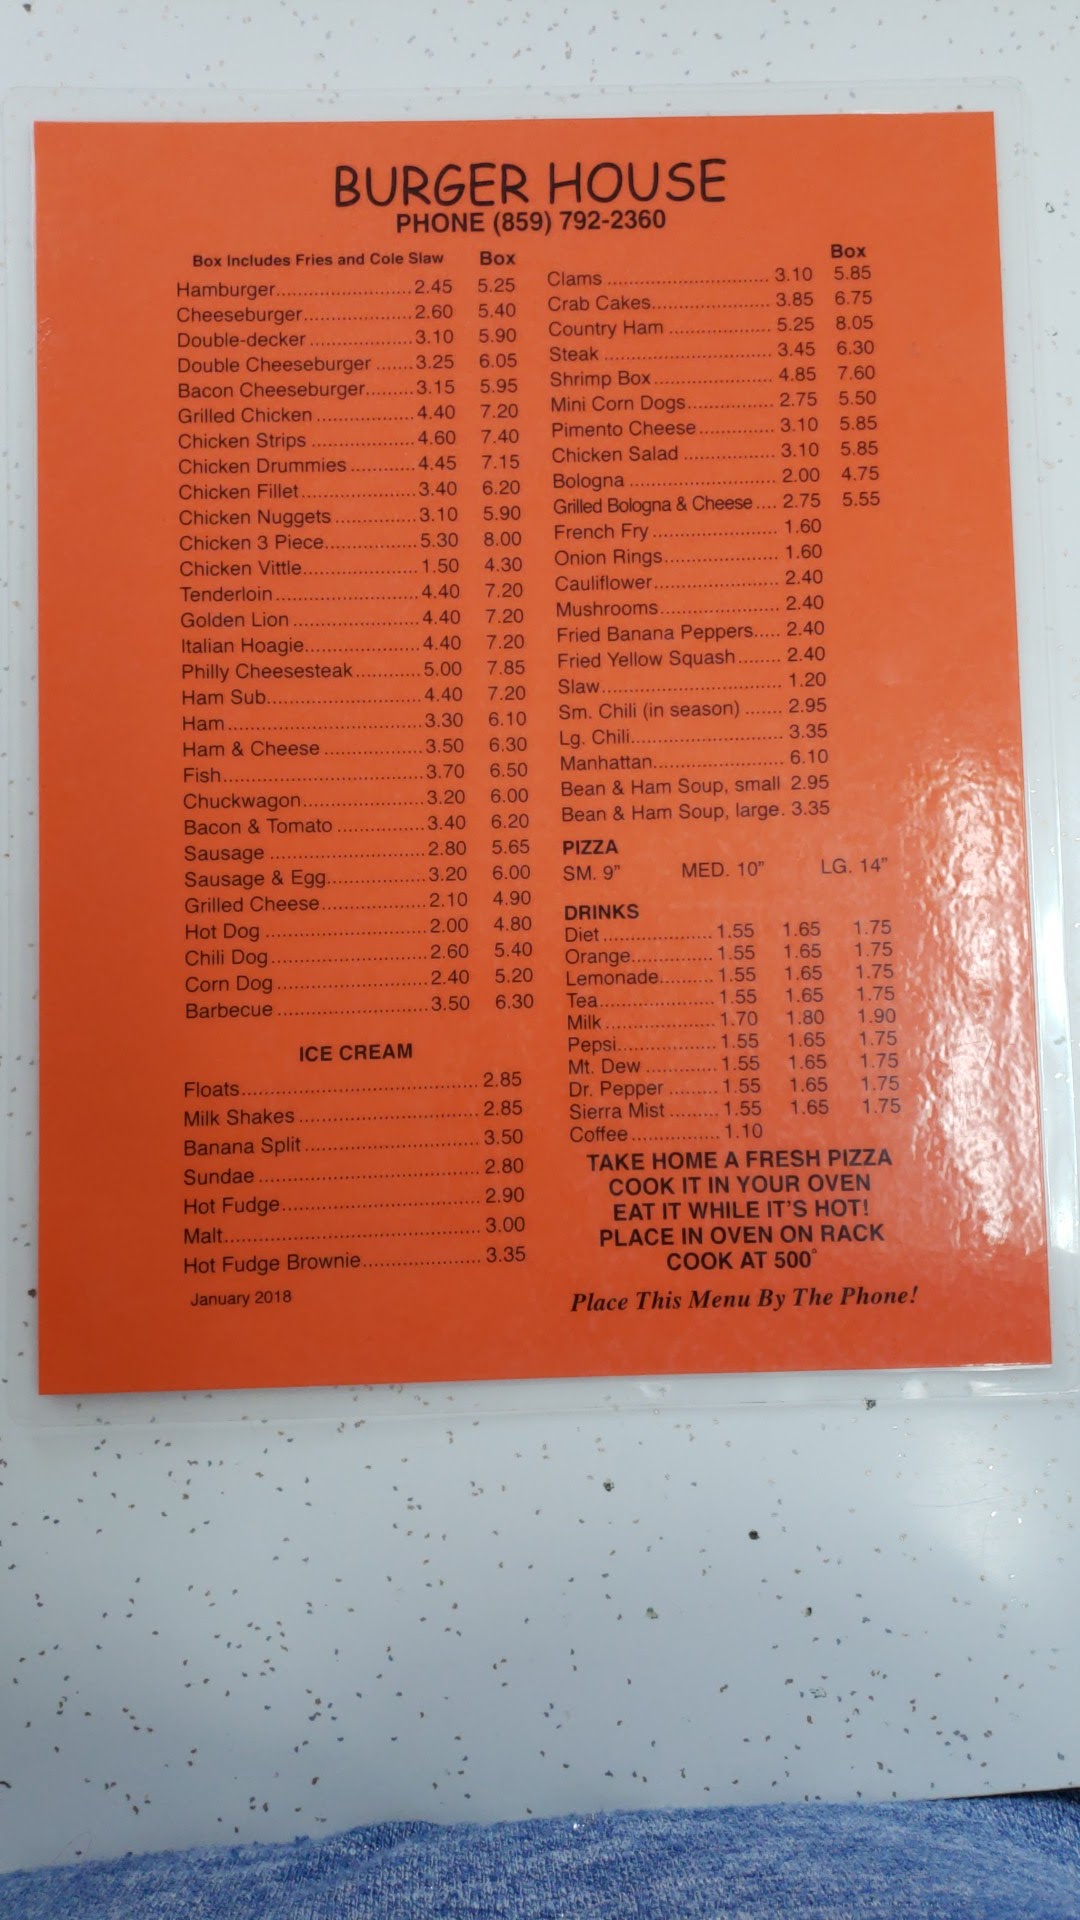 BURGER HOUSE
PHONE (859) 792-2360
Box Includes Fries and Cole Slaw Box
Hamburger 2.45 5.25
Cheeseburger 2.60 5.40
Double-decker 3.10 5.90
Double Cheeseburger 3.25 6.05
Bacon Cheeseburger 3.15 5.95
Grilled Chicken 4.40 7.20
Chicken Strips 4.60 7.40
Chicken Drummies 4.45 7.15
Chicken Fillet 3.40 6.20
Chicken Nuggets 3.10 5.90
Chicken 3 Piece 5.30 8.00
Chicken Vittle 1.50 4.30
Tenderloin 4.40 7.20
Golden Lion 4.40 7.20
Italian Hoagie 4.40 7.20
Philly Cheesesteak 5.00 7.85
Ham Sub 4.40 7.20
Ham 3.30 6.10
Ham & Cheese 3.50 6.30
Fish 3.70 6.50
Chuckwagon 3.20 6.00
Bacon & Tomato 3.40 6.20
Sausage 2.80 5.65
Sausage & Egg 3.20 6.00
Grilled Cheese 2.10 4.90
Hot Dog 2.00 4.80
Chili Dog 2.60 5.40
Corn Dog 2.40 5.20
Barbecue 3.50 6.30
ICE CREAM
Floats 2.85
Milk Shakes 2.85
Banana Split 3.50
Sundae 2.80
Hot Fudge 2.90
Malt 3.00
Hot Fudge Brownie 3.35
January 2018
Box
Clams 3.10 5.85
Crab Cakes 3.85 6.75
Country Ham 5.25 8.05
Steak 3.45 6.30
Shrimp Box 4.85 7.60
Mini Corn Dogs 2.75 5.50
Pimento Cheese 3.10 5.85
Chicken Salad 3.10 5.85
Bologna 2.00 4.75
Grilled Bologna & Cheese 2.75 5.55
French Fry 1.60
Onion Rings 1.60
Cauliflower 2.40
Mushrooms 2.40
Fried Banana Peppers 2.40
Fried Yellow Squash 2.40
Slaw 1.20
Sm. Chili (in season) 2.95
Lg. Chili 3.35
Manhattan 6.10
Bean & Ham Soup, small 2.95
Bean & Ham Soup, large. 3.35
PIZZA
SM. 9" MED. 10" LG. 14"
DRINKS
Diet 1.55 1.65 1.75
Orange 1.55 1.65 1.75
Lemonade 1.55 1.65 1.75
Tea 1.55 1.65 1.75
Milk 1.70 1.80 1.90
Pepsi 1.55 1.65 1.75
Mt. Dew 1.55 1.65 1.75
Dr. Pepper 1.55 1.65 1.75
Sierra Mist 1.55 1.65 1.75
Coffee 1.10
TAKE HOME A FRESH PIZZA
COOK IT IN YOUR OVEN
EAT IT WHILE IT'S HOT!
PLACE IN OVEN ON RACK
COOK AT 500°
Place This Menu By The Phone!